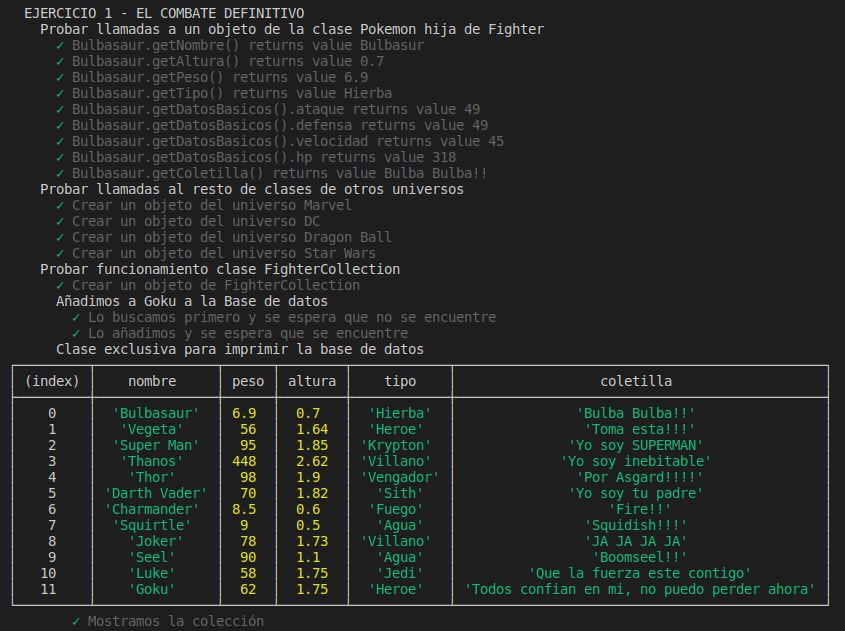 EJERCICIO 1 - EL COMBATE DEFINITIVO
Probar llamadas a un objeto de la clase Pokemon hija de Fighter
✓ Bulbasaur.getNombre() returns value Bulbasur
✓ Bulbasaur.getAltura() returns value 0.7
✓ Bulbasaur.getPeso() returns value 6.9
✓ Bulbasaur.getTipo() returns value Hierba
✓ Bulbasaur.getDatosBasicos().ataque returns value 49
✓ Bulbasaur.getDatosBasicos().defensa returns value 49
✓ Bulbasaur.getDatosBasicos().velocidad returns value 45
✓ Bulbasaur.getDatosBasicos().hp returns value 318
✓ Bulbasaur.getColetilla() returns value Bulba Bulba!!
Probar llamadas al resto de clases de otros universos
✓ Crear un objeto del universo Marvel
✓ Crear un objeto del universo DC
✓ Crear un objeto del universo Dragon Ball
✓ Crear un objeto del universo Star Wars
Probar funcionamiento clase FighterCollection
✓ Crear un objeto de FighterCollection
Añadimos a Goku a la Base de datos
✓ Lo buscamos primero y se espera que no se encuentre
✓ Lo añadimos y se espera que se encuentre
Clase exclusiva para imprimir la base de datos
(index) nombre peso altura tipo coletilla
0 'Bulbasaur' 6.9 0.7 'Hierba' 'Bulba Bulba!!'
1 'Vegeta' 56 1.64 'Heroe' 'Toma esta!!!'
2 'Super Man' 95 1.85 'Krypton' 'Yo soy SUPERMAN'
3 'Thanos' 448 2.62 'Villano' 'Yo soy inebitable'
4 'Thor' 98 1.9 'Vengador' 'Por Asgard!!!!'
5 'Darth Vader' 70 1.82 'Sith' 'Yo soy tu padre'
6 'Charmander' 8.5 0.6 'Fuego' 'Fire!!'
7 'Squirtle' 9 0.5 'Agua' 'Squidish!!!'
8 'Joker' 78 1.73 'Villano' 'JA JA JA JA'
9 'Seel' 90 1.1 'Agua' 'Boomseel!!'
10 'Luke' 58 1.75 'Jedi' 'Que la fuerza este contigo'
11 'Goku' 62 1.75 'Heroe' 'Todos confian en mi, no puedo perder ahora'
✓ Mostramos la colección